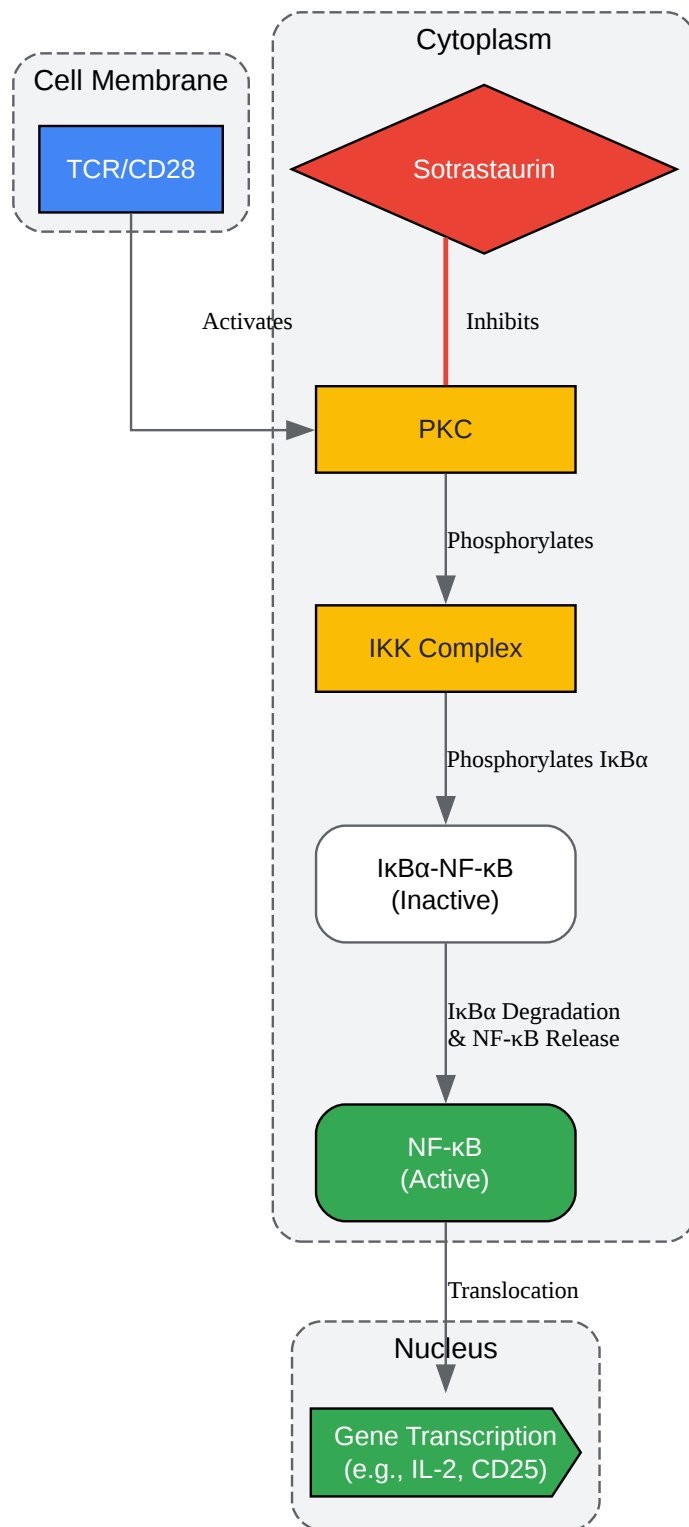 Cytoplasm
Cell Membrane
TCR/CD28
Sotrastaurin
Activates
Inhibits
PKC
Phosphorylates
IKK Complex
Phosphorylates IκBα
IκBα-NF-κB
(Inactive)
IκBα Degradation
& NF-κB Release
NF-κB
(Active)
Translocation
Nucleus
Gene Transcription
(e.g., IL-2, CD25)